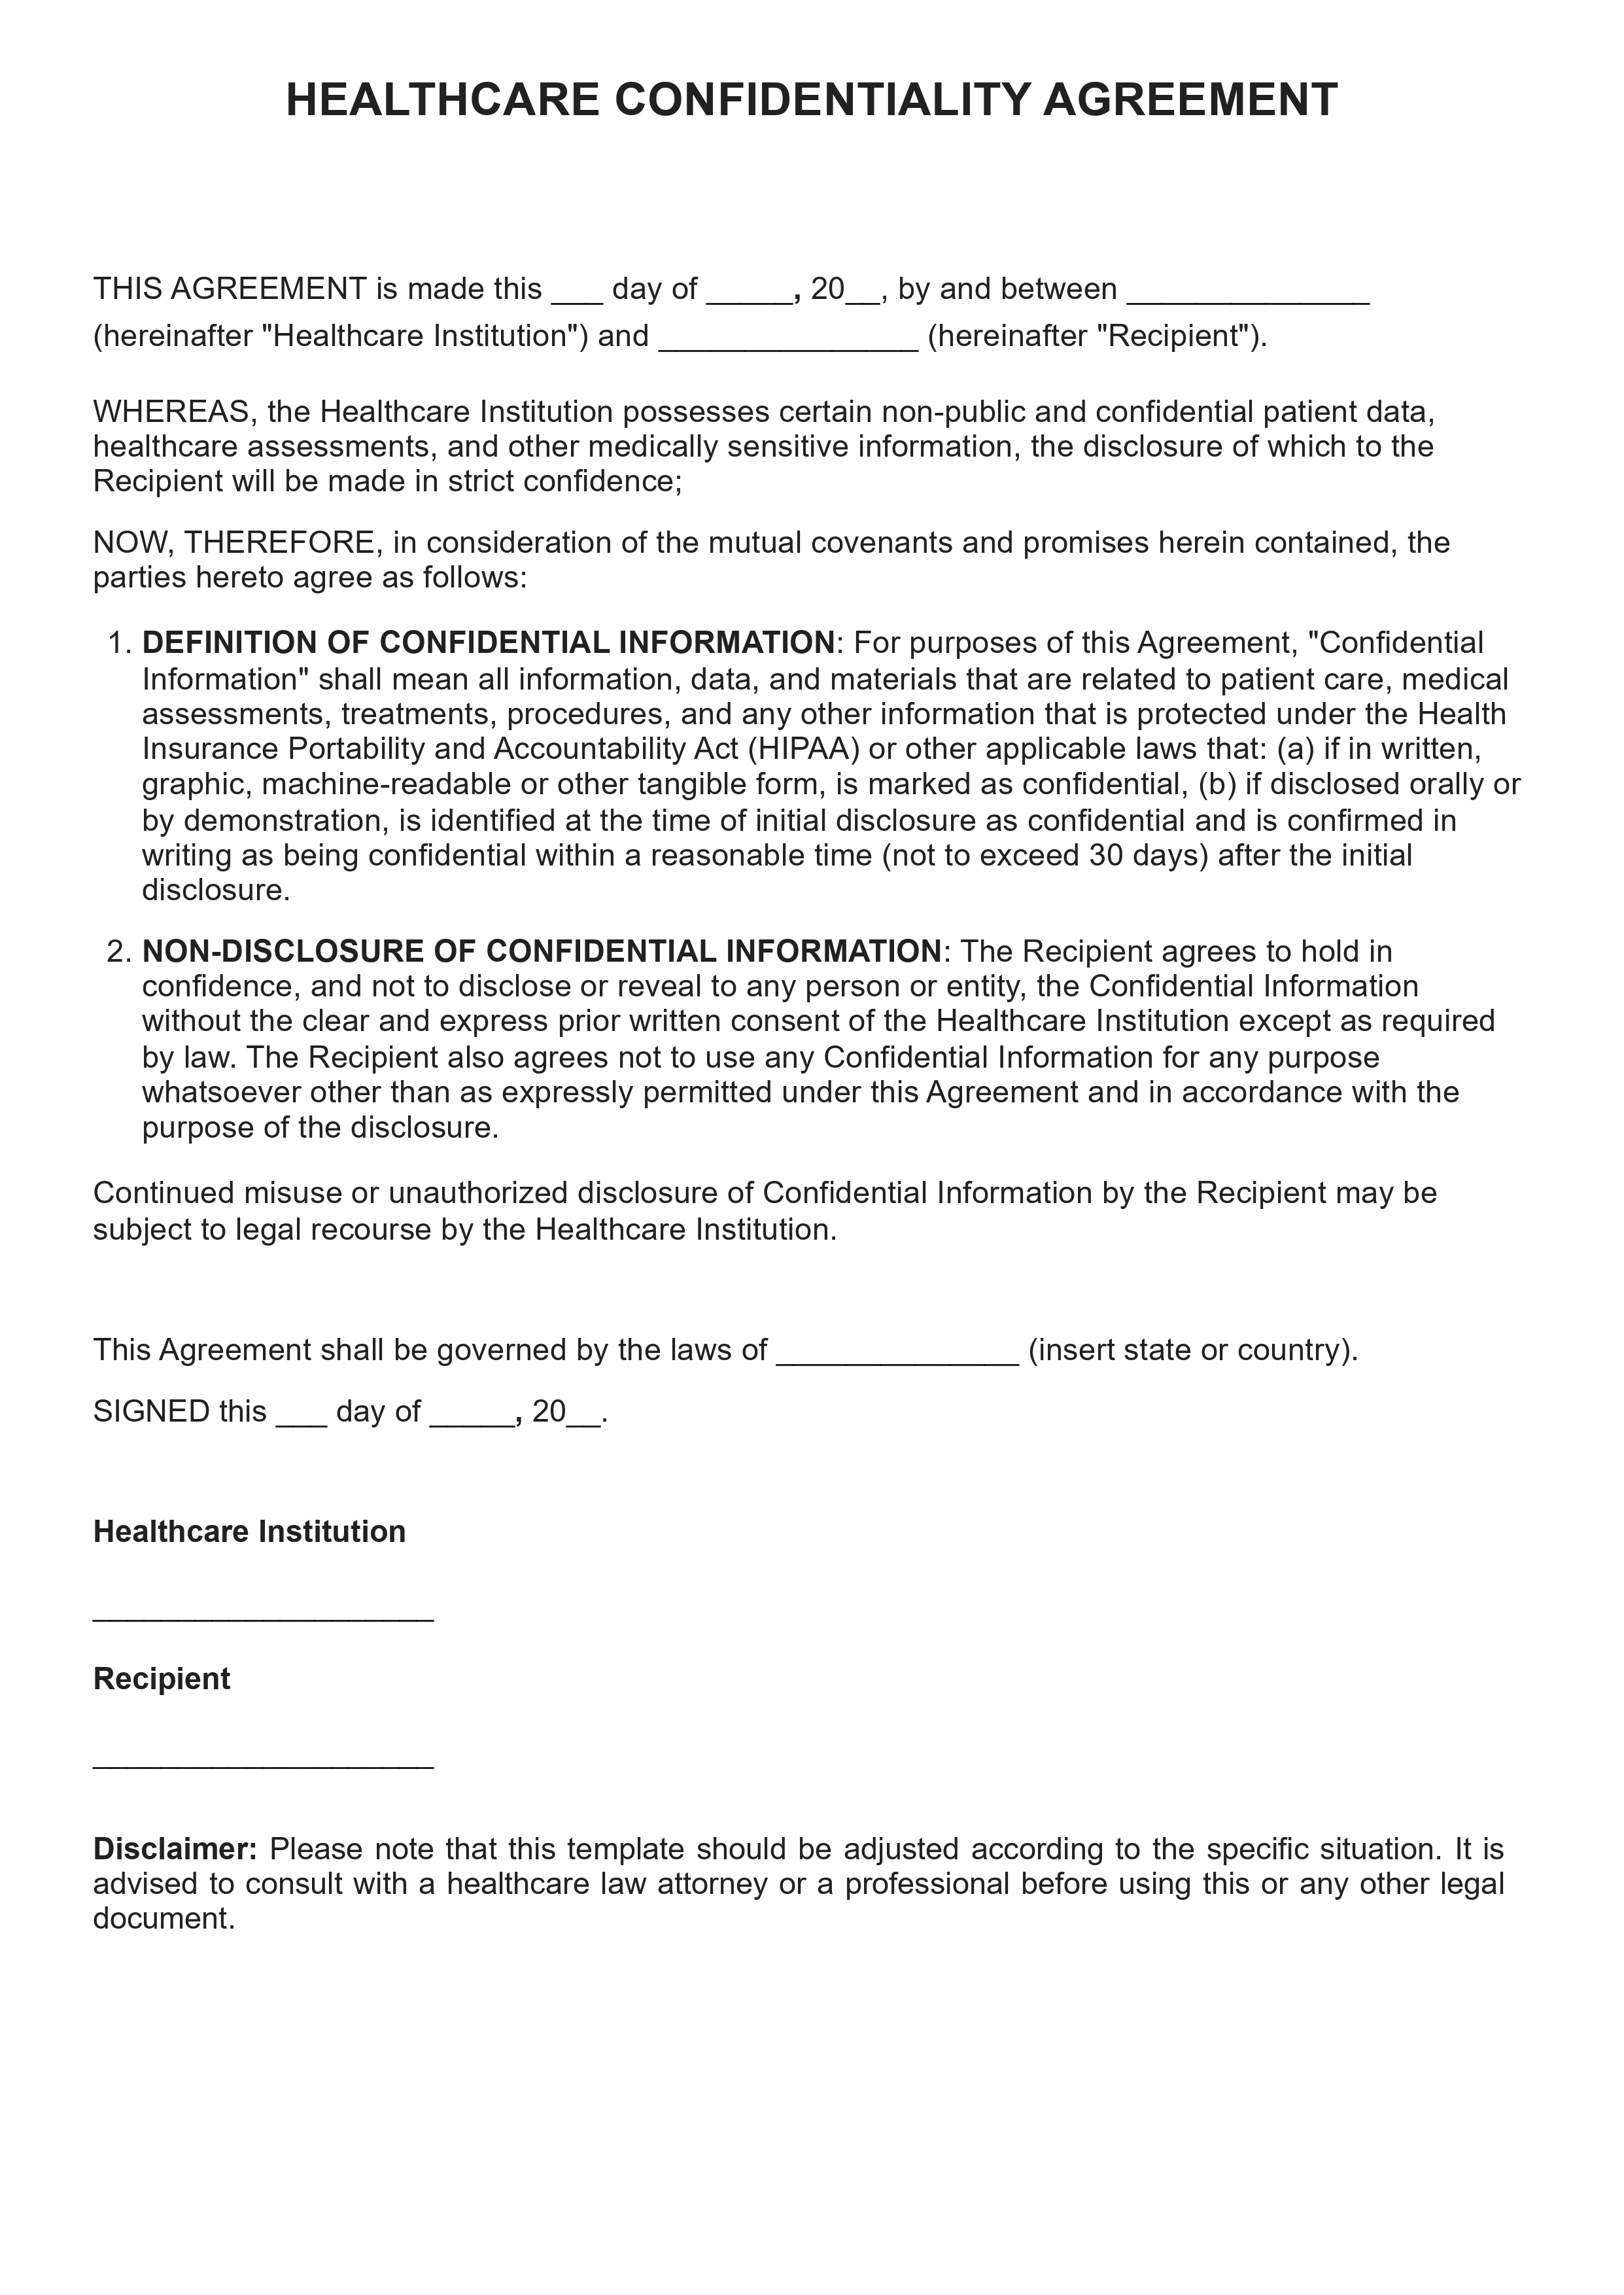 HEALTHCARE CONFIDENTIALITY AGREEMENT
THIS AGREEMENT is made this ___ day of _____, 20__, by and between ______________
(hereinafter "Healthcare Institution") and _______________ (hereinafter "Recipient").
WHEREAS, the Healthcare Institution possesses certain non-public and confidential patient data,
healthcare assessments, and other medically sensitive information, the disclosure of which to the
Recipient will be made in strict confidence;
NOW, THEREFORE, in consideration of the mutual covenants and promises herein contained, the
parties hereto agree as follows:
1. DEFINITION OF CONFIDENTIAL INFORMATION: For purposes of this Agreement, "Confidential
Information" shall mean all information, data, and materials that are related to patient care, medical
assessments, treatments, procedures, and any other information that is protected under the Health
Insurance Portability and Accountability Act (HIPAA) or other applicable laws that: (a) if in written,
graphic, machine-readable or other tangible form, is marked as confidential, (b) if disclosed orally or
by demonstration, is identified at the time of initial disclosure as confidential and is confirmed in
writing as being confidential within a reasonable time (not to exceed 30 days) after the initial
disclosure.
2. NON-DISCLOSURE OF CONFIDENTIAL INFORMATION: The Recipient agrees to hold in
confidence, and not to disclose or reveal to any person or entity, the Confidential Information
without the clear and express prior written consent of the Healthcare Institution except as required
by law. The Recipient also agrees not to use any Confidential Information for any purpose
whatsoever other than as expressly permitted under this Agreement and in accordance with the
purpose of the disclosure.
Continued misuse or unauthorized disclosure of Confidential Information by the Recipient may be
subject to legal recourse by the Healthcare Institution.
This Agreement shall be governed by the laws of ______________ (insert state or country).
SIGNED this ___ day of _____, 20__.
Healthcare Institution
____________________
Recipient
____________________
Disclaimer: Please note that this template should be adjusted according to the specific situation. It is
advised to consult with a healthcare law attorney or a professional before using this or any other legal
document.